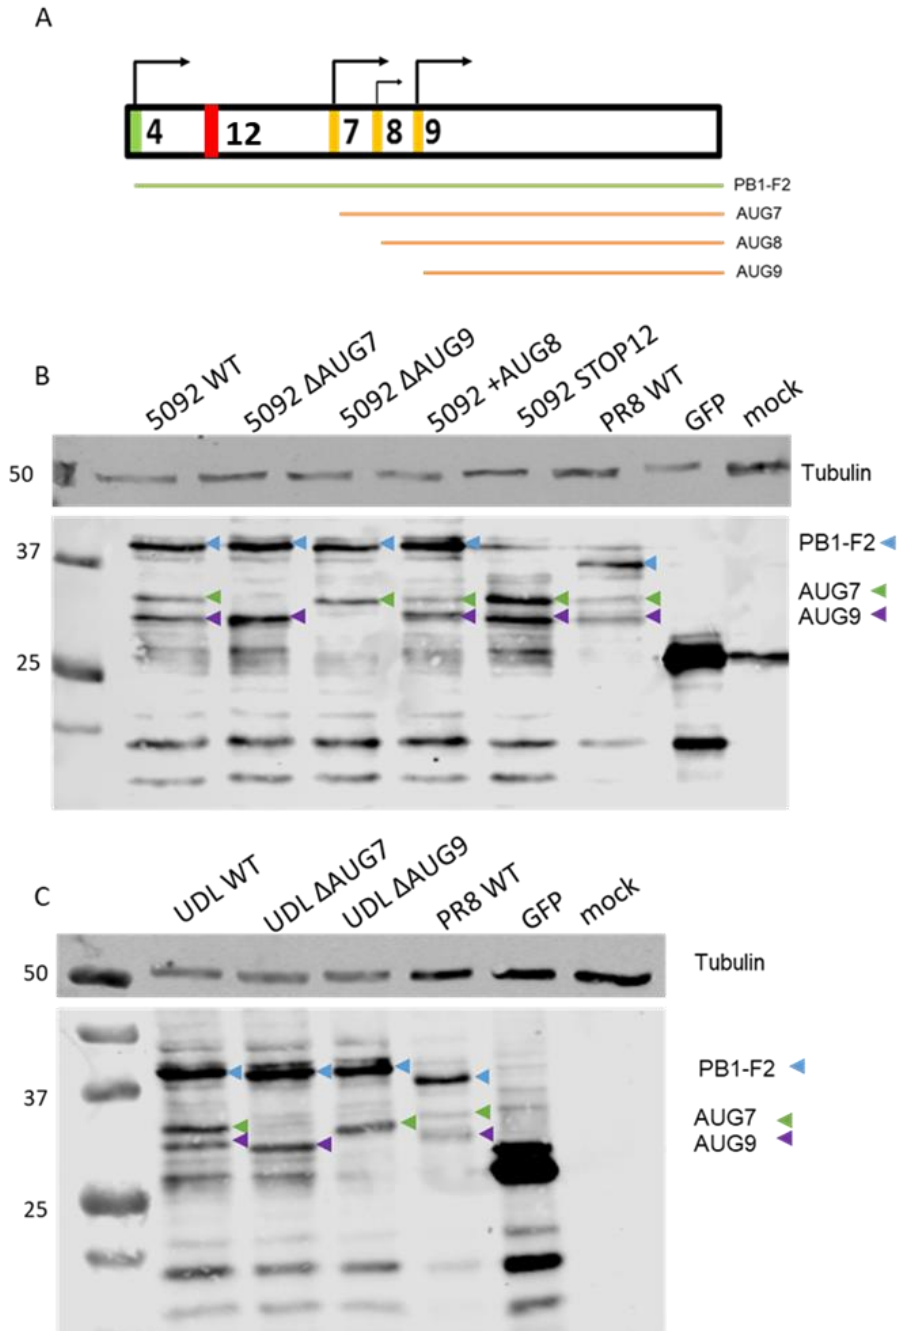 A
4 12 7 8 9
PB1-F2
AUG7
AUG8
AUG9
B
5092 WT 5092 ΔAUG7 5092 ΔAUG9 5092 +AUG8 5092 STOP12 PR8 WT GFP mock
50 Tubulin
37 PB1-F2
AUG7
AUG9
25
C
UDL WT UDL ΔAUG7 UDL ΔAUG9 PR8 WT GFP mock
50 Tubulin
PB1-F2
37
AUG7
AUG9
25